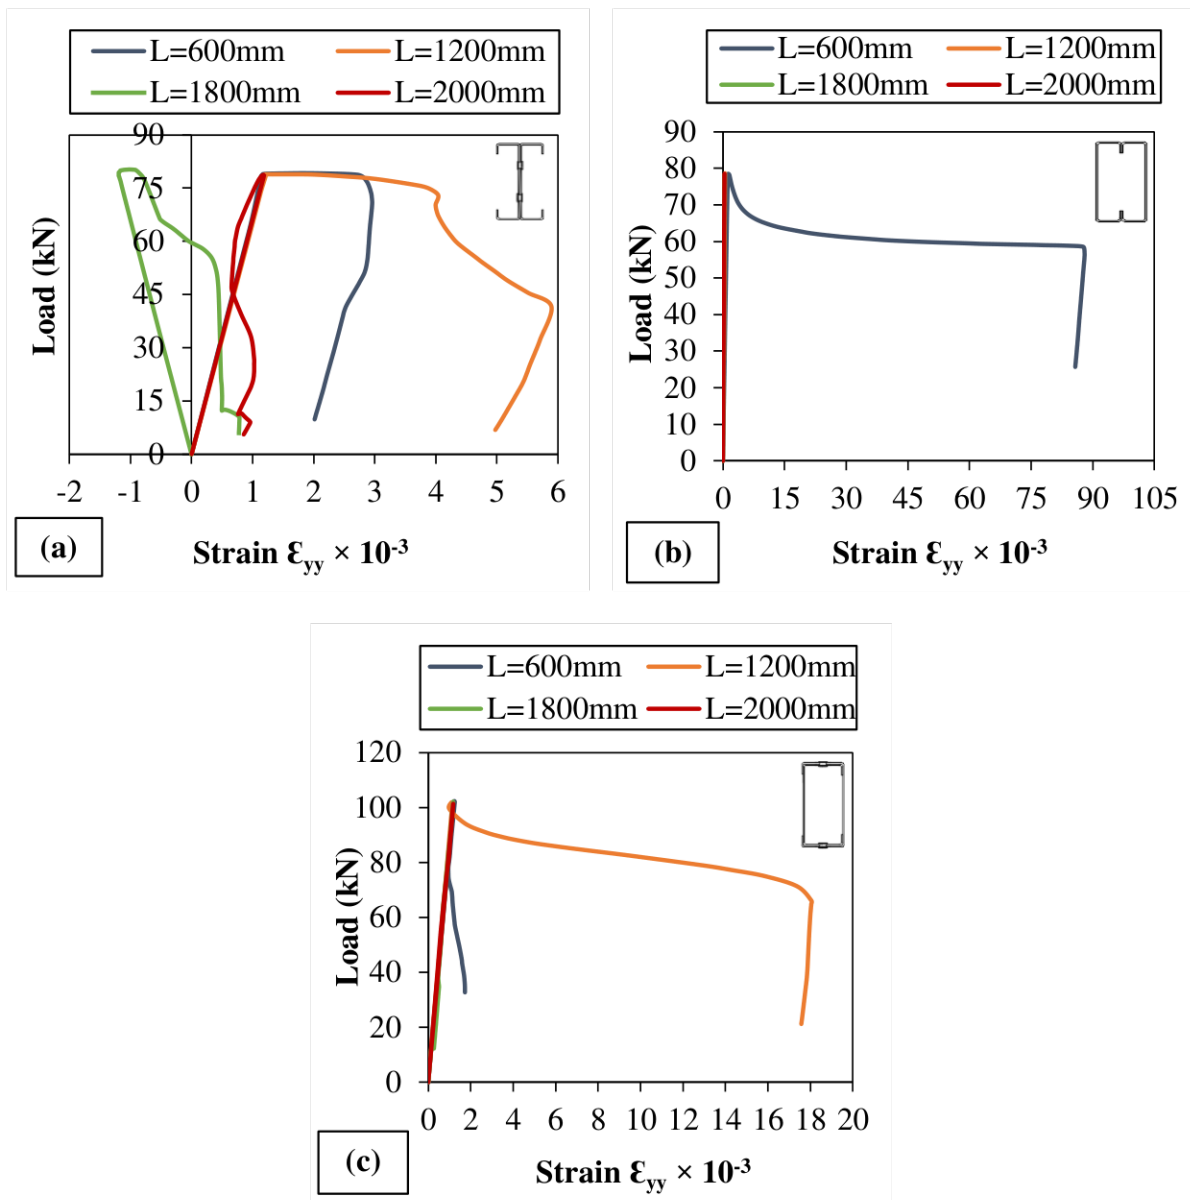 L=600mm L=1200mm
L=1800mm L=2000mm
90
75
60
45
30
15
0
Load (kN)
-2 -1 0 1 2 3 4 5 6
Strain Ɛyy × 10-3
(a)
L=600mm L=1200mm
L=1800mm L=2000mm
90
80
70
60
50
40
30
20
10
0
Load (kN)
0 15 30 45 60 75 90 105
Strain Ɛyy × 10-3
(b)
L=600mm L=1200mm
L=1800mm L=2000mm
120
100
80
60
40
20
0
Load (kN)
0 2 4 6 8 10 12 14 16 18 20
Strain Ɛyy × 10-3
(c)